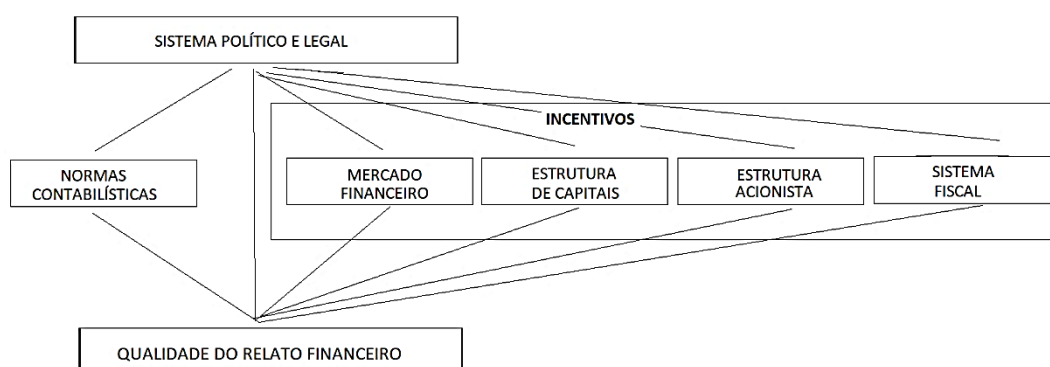 SISTEMA POLÍTICO E LEGAL
INCENTIVOS
NORMAS
CONTABILÍSTICAS
MERCADO
FINANCEIRO
ESTRUTURA
DE CAPITAIS
ESTRUTURA
ACIONISTA
SISTEMA
FISCAL
QUALIDADE DO RELATO FINANCEIRO